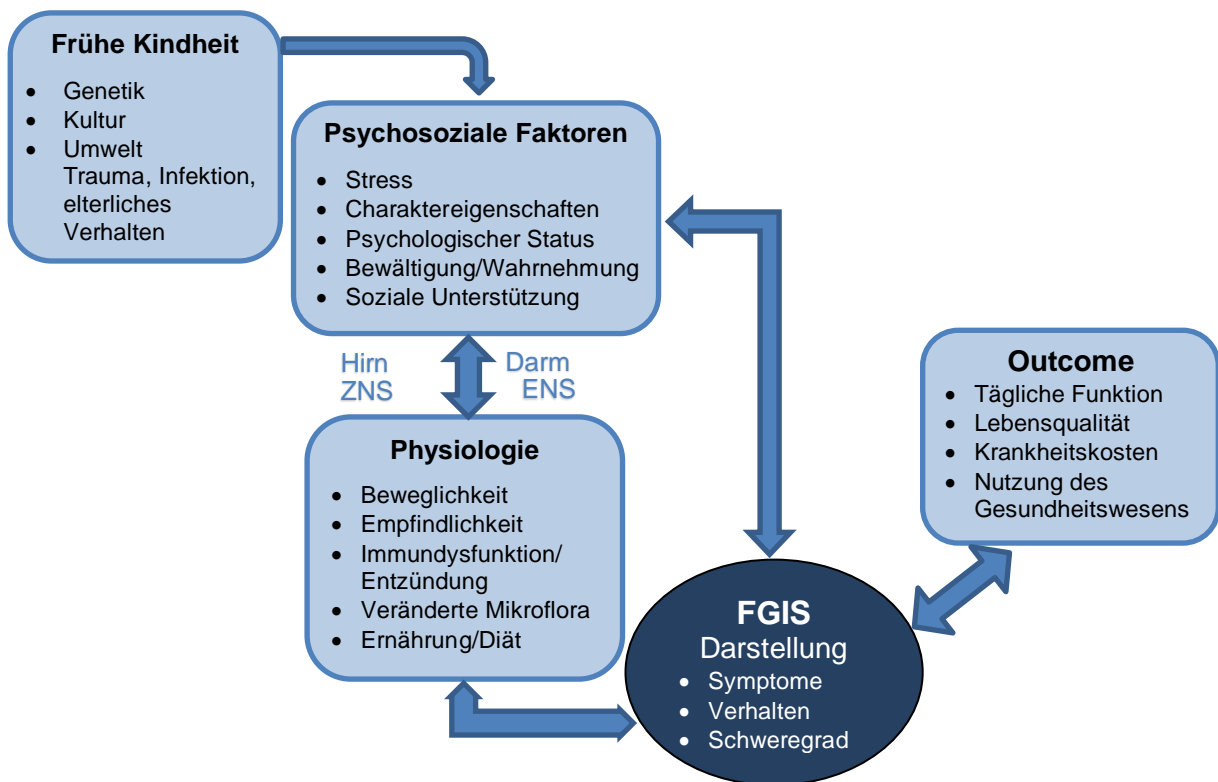 Frühe Kindheit
• Genetik
• Kultur
• Umwelt
Trauma, Infektion,
elterliches
Verhalten
Psychosoziale Faktoren
• Stress
• Charaktereigenschaften
• Psychologischer Status
• Bewältigung/Wahrnehmung
• Soziale Unterstützung
Hirn
ZNS
Darm
ENS
Physiologie
• Beweglichkeit
• Empfindlichkeit
• Immundysfunktion/
Entzündung
• Veränderte Mikroflora
• Ernährung/Diät
FGIS
Darstellung
• Symptome
• Verhalten
• Schweregrad
Outcome
• Tägliche Funktion
• Lebensqualität
• Krankheitskosten
• Nutzung des
Gesundheitswesens